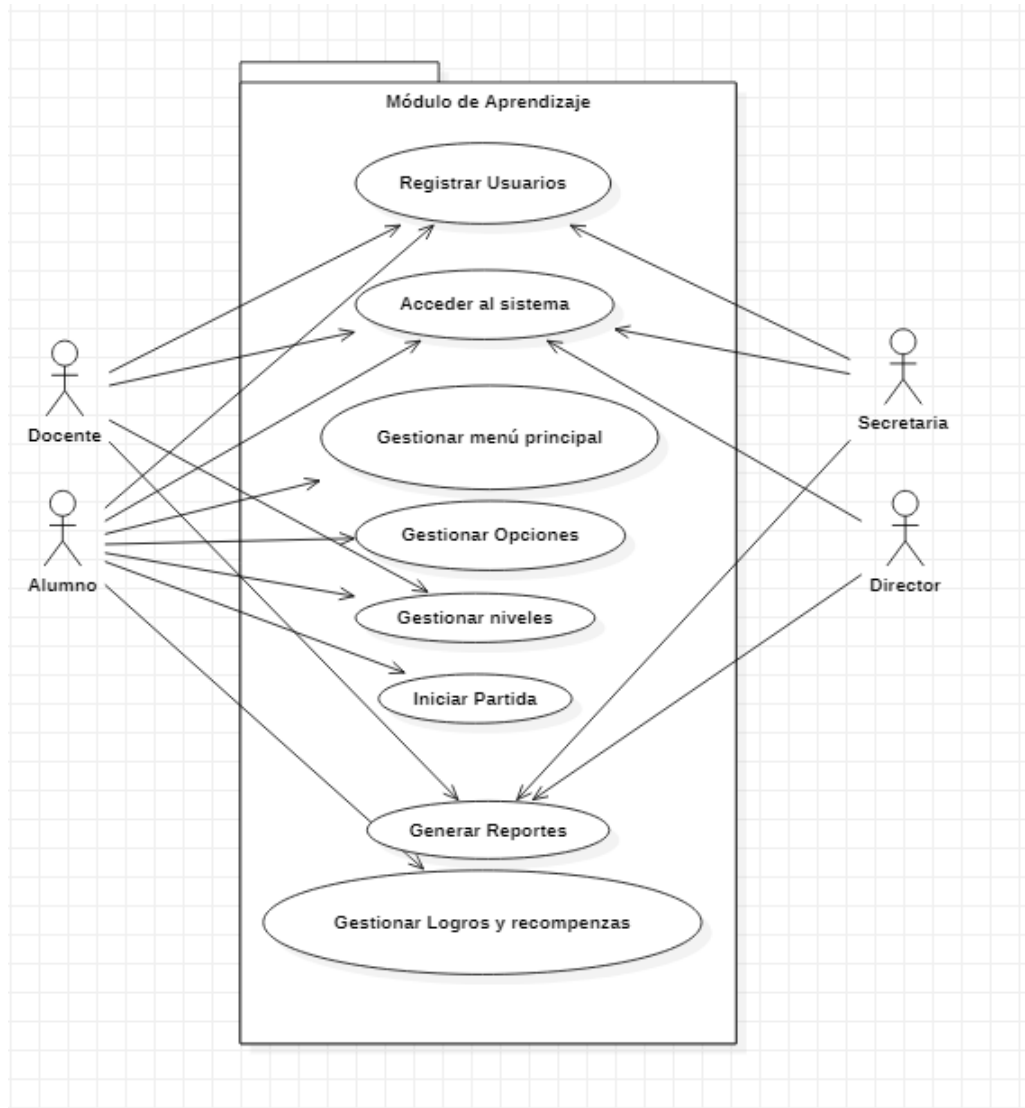 Módulo de Aprendizaje
Registrar Usuarios
Acceder al sistema
Docente
Secretaria
Gestionar menú principal
Gestionar Opciones
Alumno
Director
Gestionar niveles
Iniciar Partida
Generar Reportes
Gestionar Logros y recompenzas